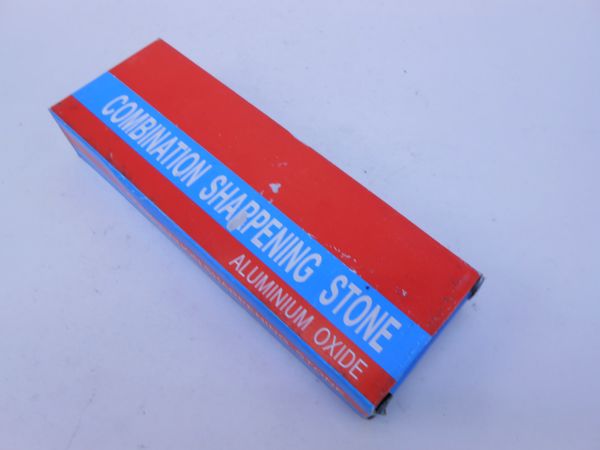 COMBINATION SHARPENING STONE
ALUMINIUM OXIDE